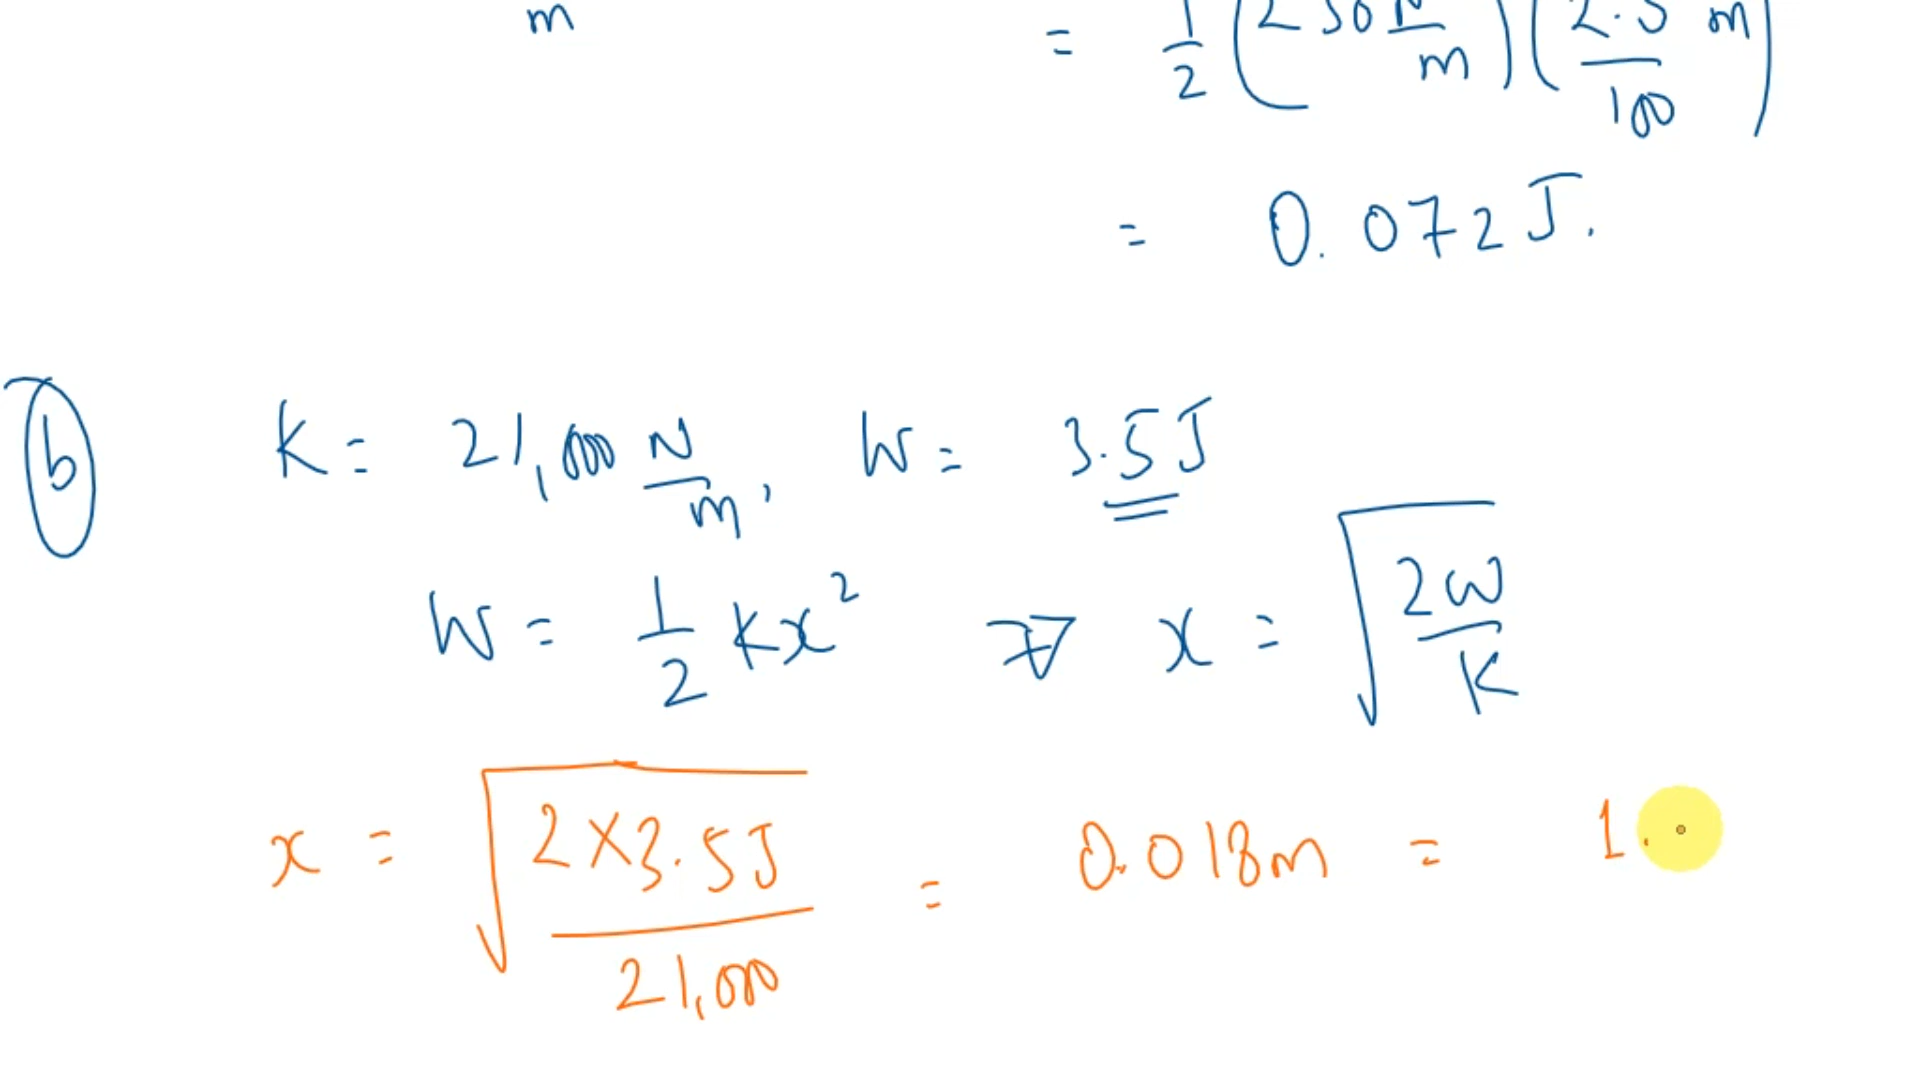 m = 1/2 (230 N/m) (2.5/100 m)
= 0.072 J.
b K = 21,000 N/m, W = 3.5 J
W = 1/2 Kx² ⇒ x = √(2W/K)
x = √(2×3.5J/21,000) = 0.018m = 1.